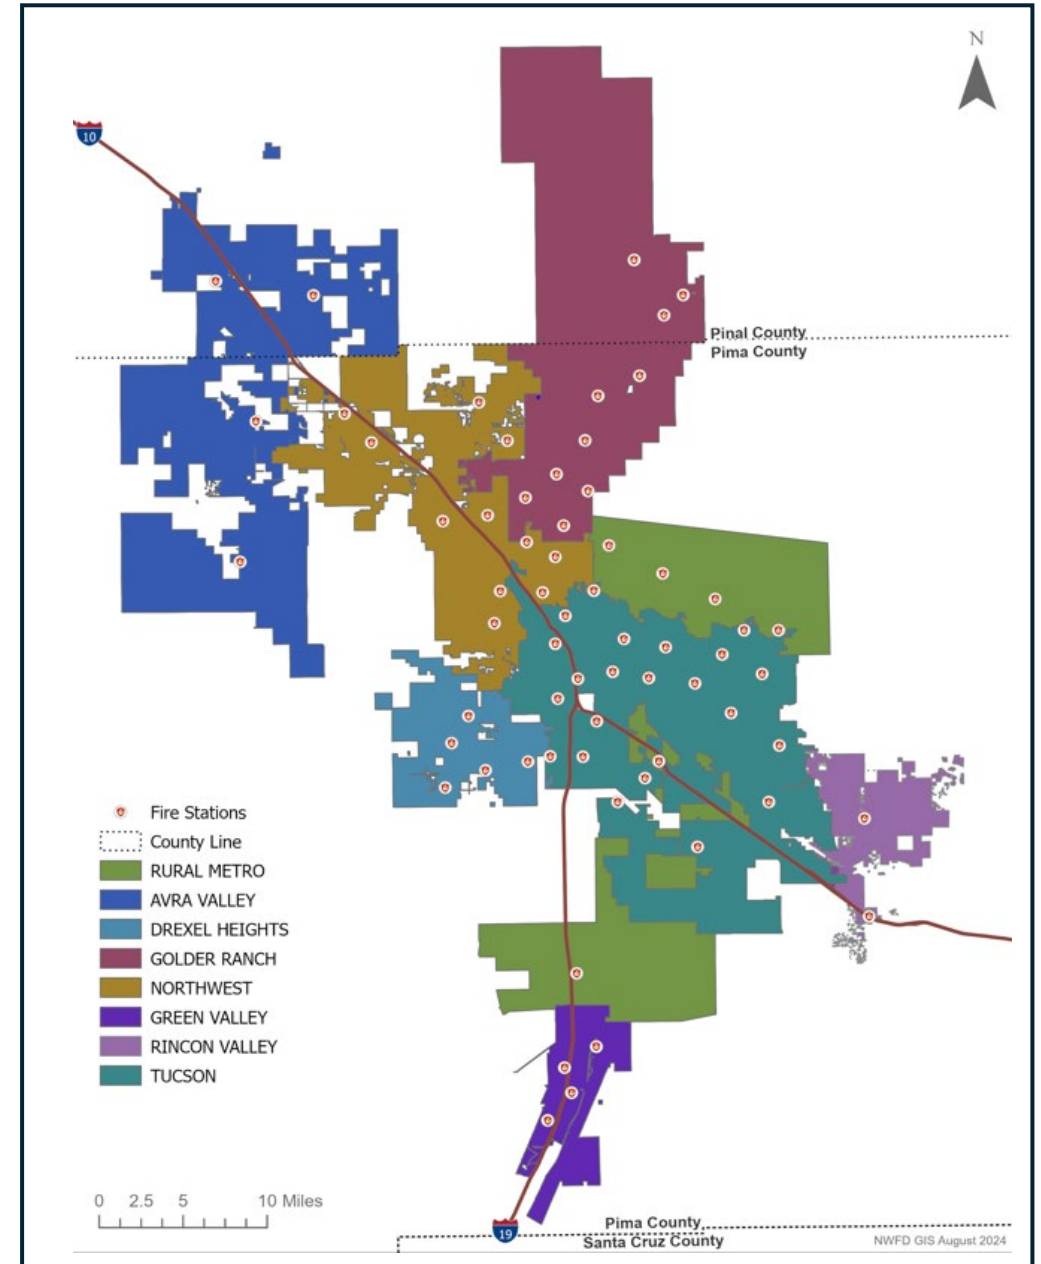 N
10
Pinal County
Pima County
Fire Stations
County Line
RURAL METRO
AVRA VALLEY
DREXEL HEIGHTS
GOLDER RANCH
NORTHWEST
GREEN VALLEY
RINCON VALLEY
TUCSON
0 2.5 5 10 Miles
19
Pima County
Santa Cruz County
NWFD GIS August 2024